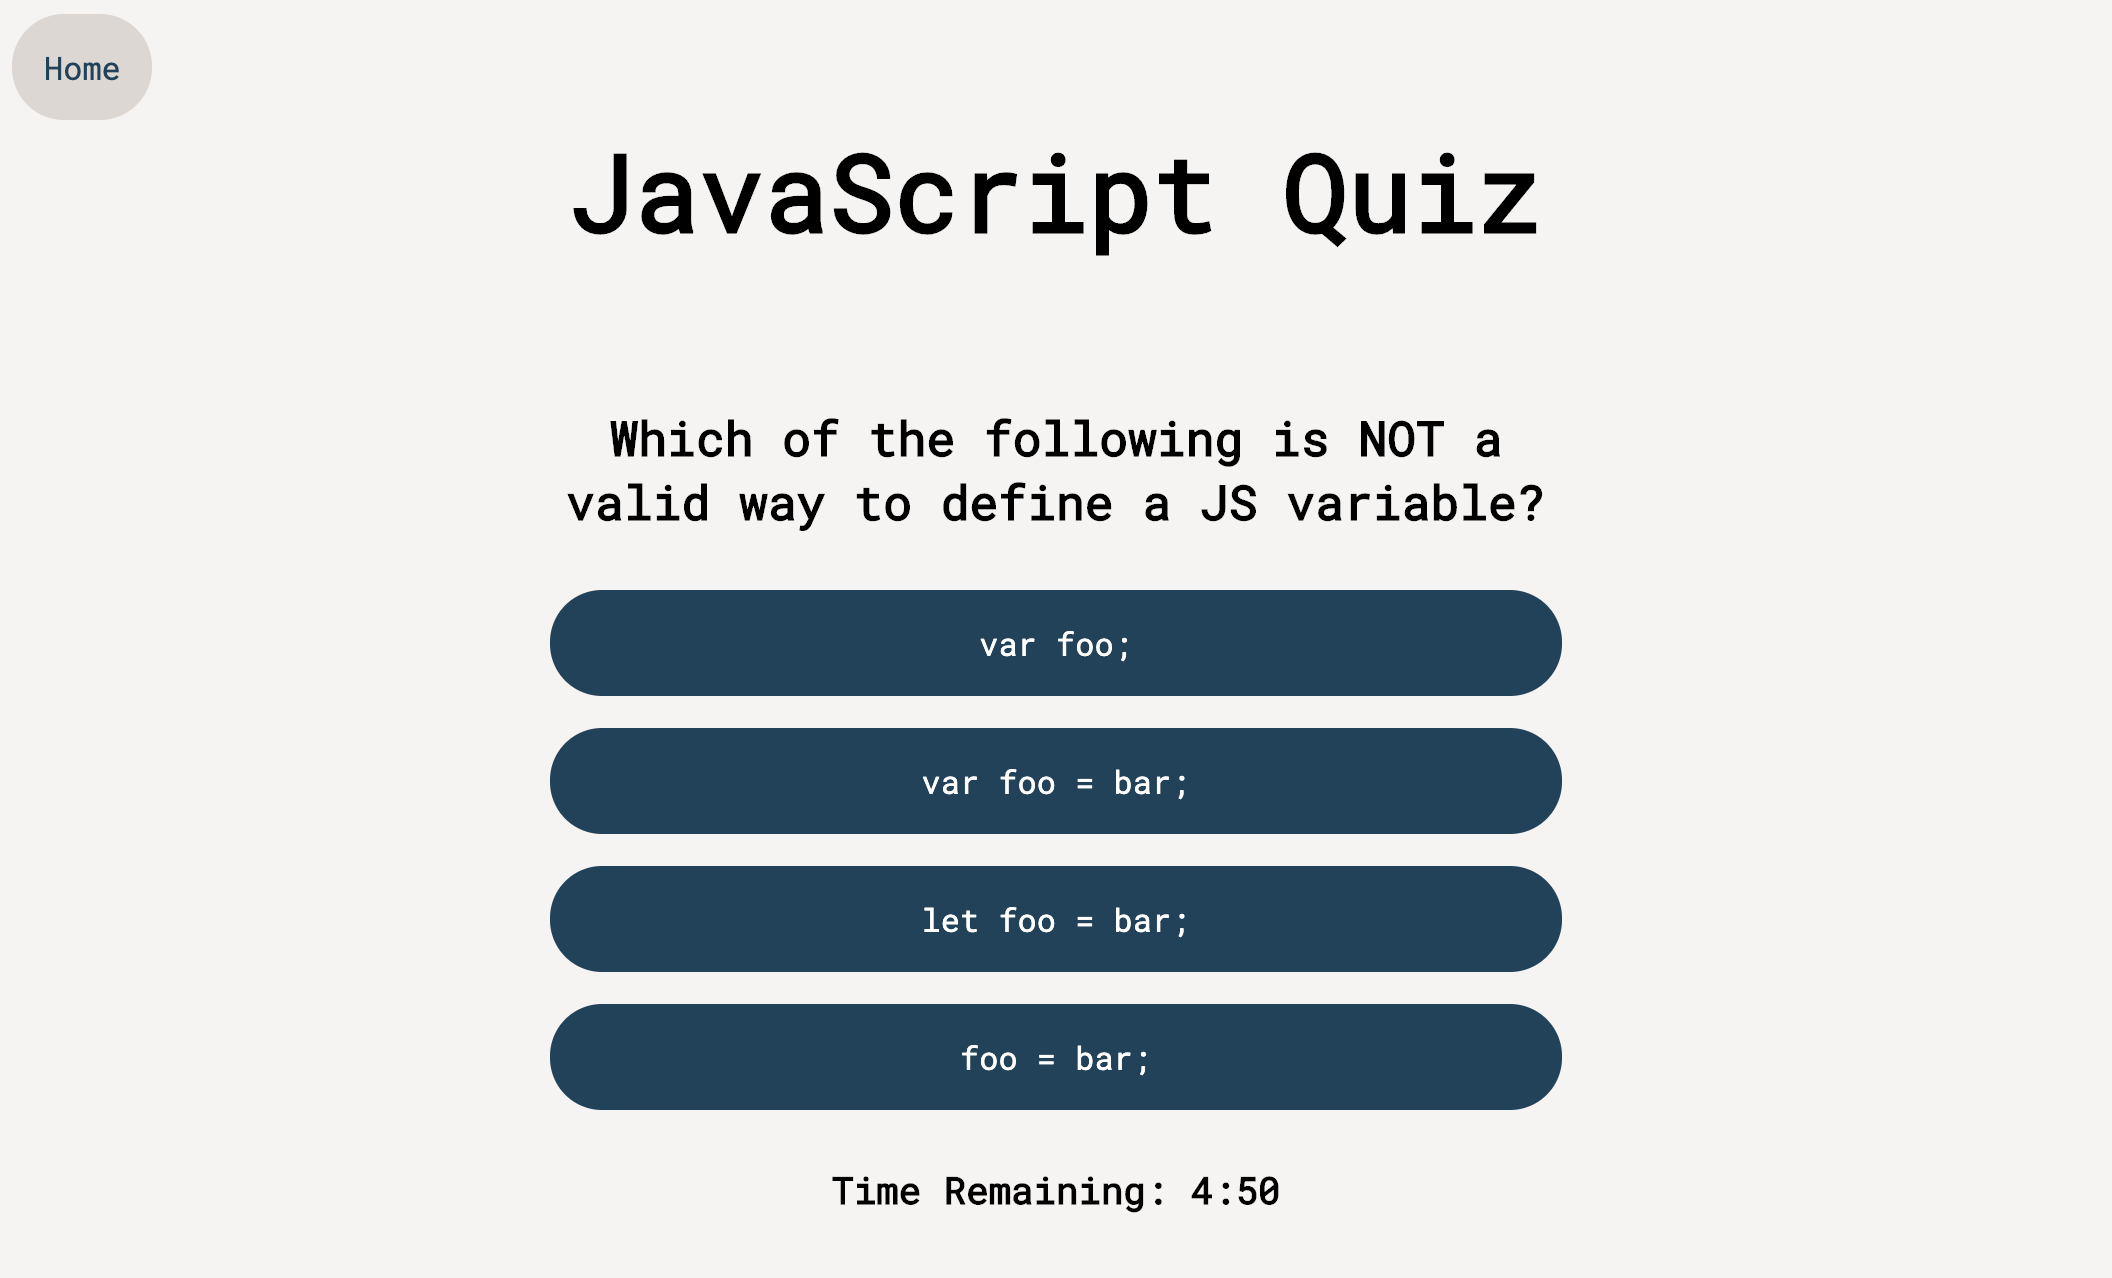 Home
JavaScript Quiz
Which of the following is NOT a
valid way to define a JS variable?
var foo;
var foo = bar;
let foo = bar;
foo = bar;
Time Remaining: 4:50